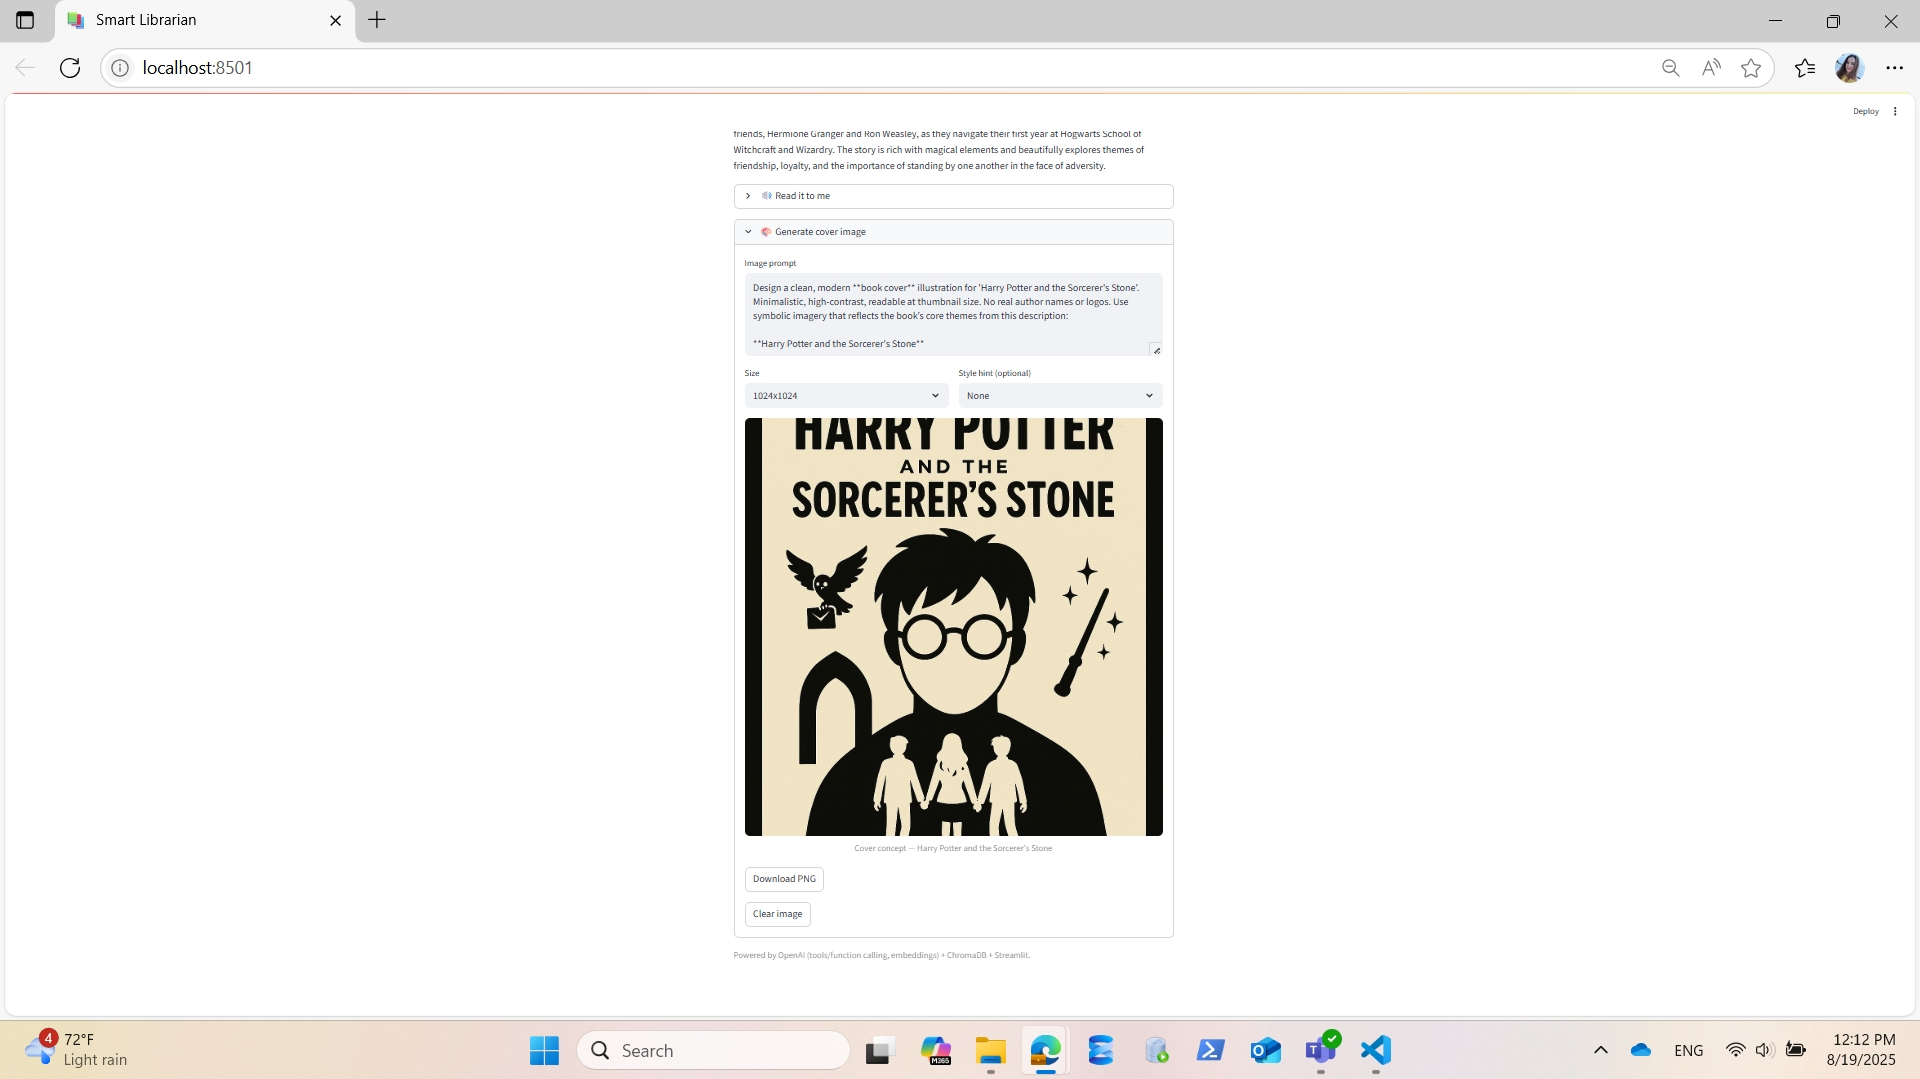 Smart Librarian
localhost:8501
Deploy
friends, Hermione Granger and Ron Weasley, as they navigate their first year at Hogwarts School of
Witchcraft and Wizardry. The story is rich with magical elements and beautifully explores themes of
friendship, loyalty, and the importance of standing by one another in the face of adversity.
Read it to me
Generate cover image
Image prompt
Design a clean, modern **book cover** illustration for 'Harry Potter and the Sorcerer's Stone'.
Minimalistic, high-contrast, readable at thumbnail size. No real author names or logos. Use
symbolic imagery that reflects the book's core themes from this description:
**Harry Potter and the Sorcerer's Stone**
Size
Style hint (optional)
1024x1024
None
HARRY POTTER
AND THE
SORCERER'S STONE
Cover concept — Harry Potter and the Sorcerer's Stone
Download PNG
Clear image
Powered by OpenAI (tools/function calling, embeddings) + ChromaDB + Streamlit.
4
72°F
Light rain
Search
M365
ENG
12:12 PM
8/19/2025